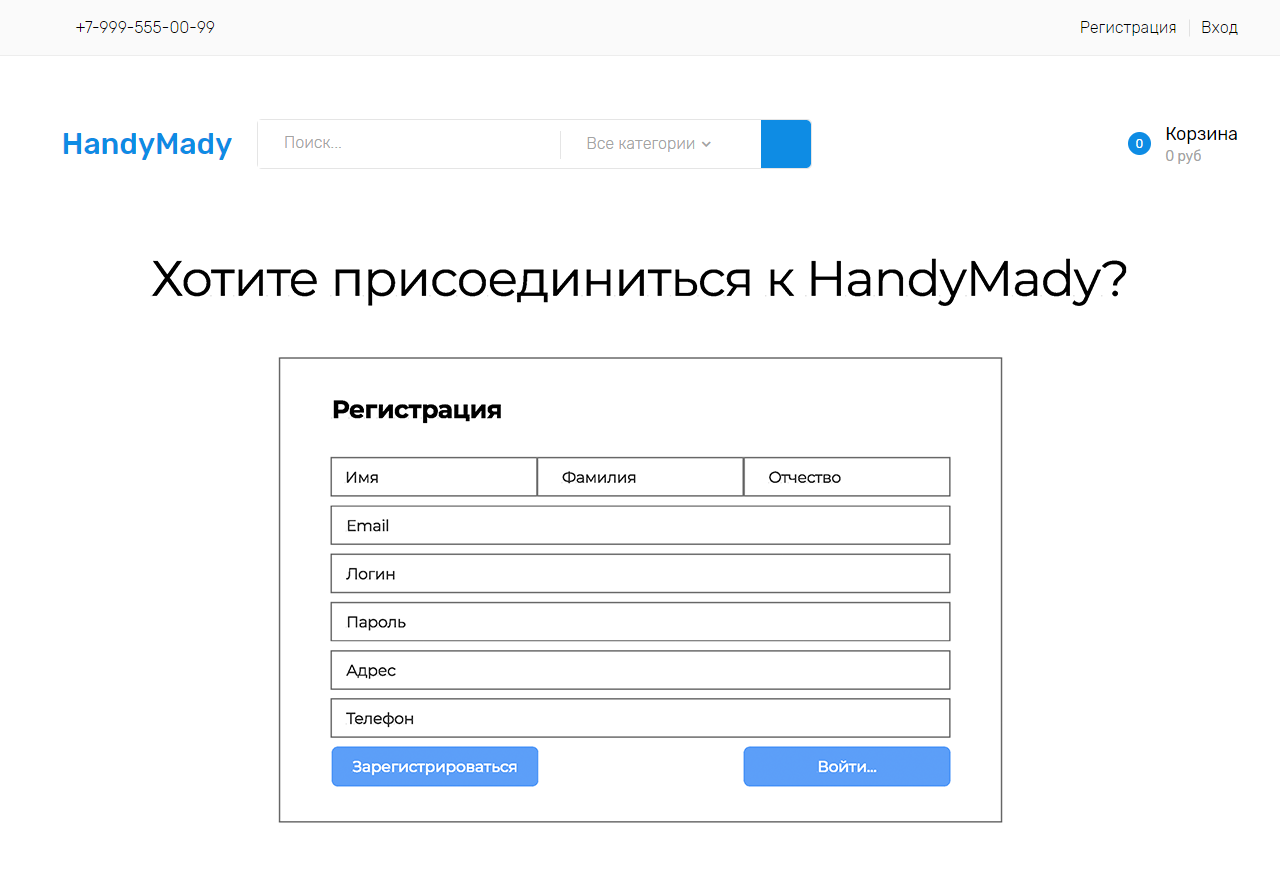 +7-999-555-00-99 Регистрация Вход
HandyMady Поиск... Все категории 0 Корзина
0 руб
Хотите присоединиться к HandyMady?
Регистрация
Имя Фамилия Отчество
Email
Логин
Пароль
Адрес
Телефон
Зарегистрироваться Войти...